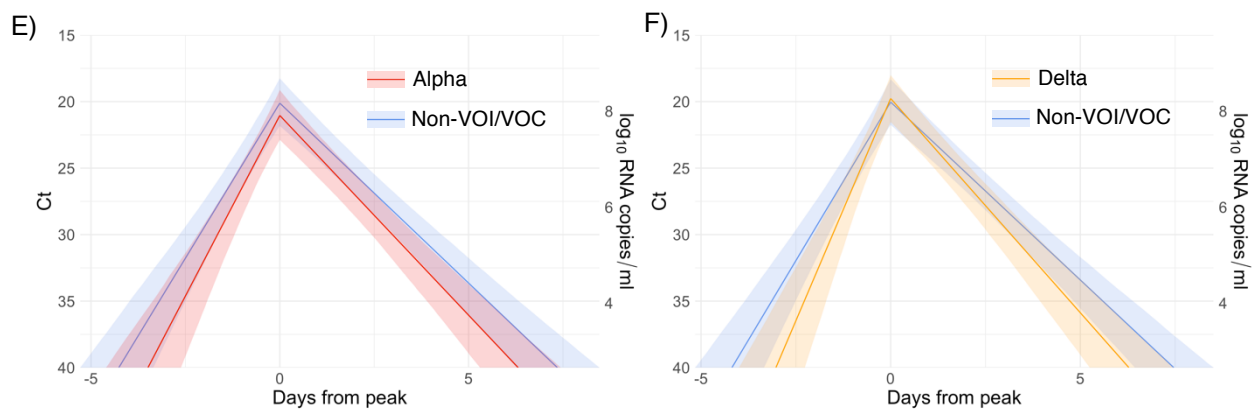 E)
15
20
25
30
35
40
Ct
-5
0
5
Days from peak
Alpha
Non-VOI/VOC
8
6
4
log10 RNA copies/ml
F)
15
20
25
30
35
40
Ct
-5
0
5
Days from peak
Delta
Non-VOI/VOC
8
6
4
log10 RNA copies/ml